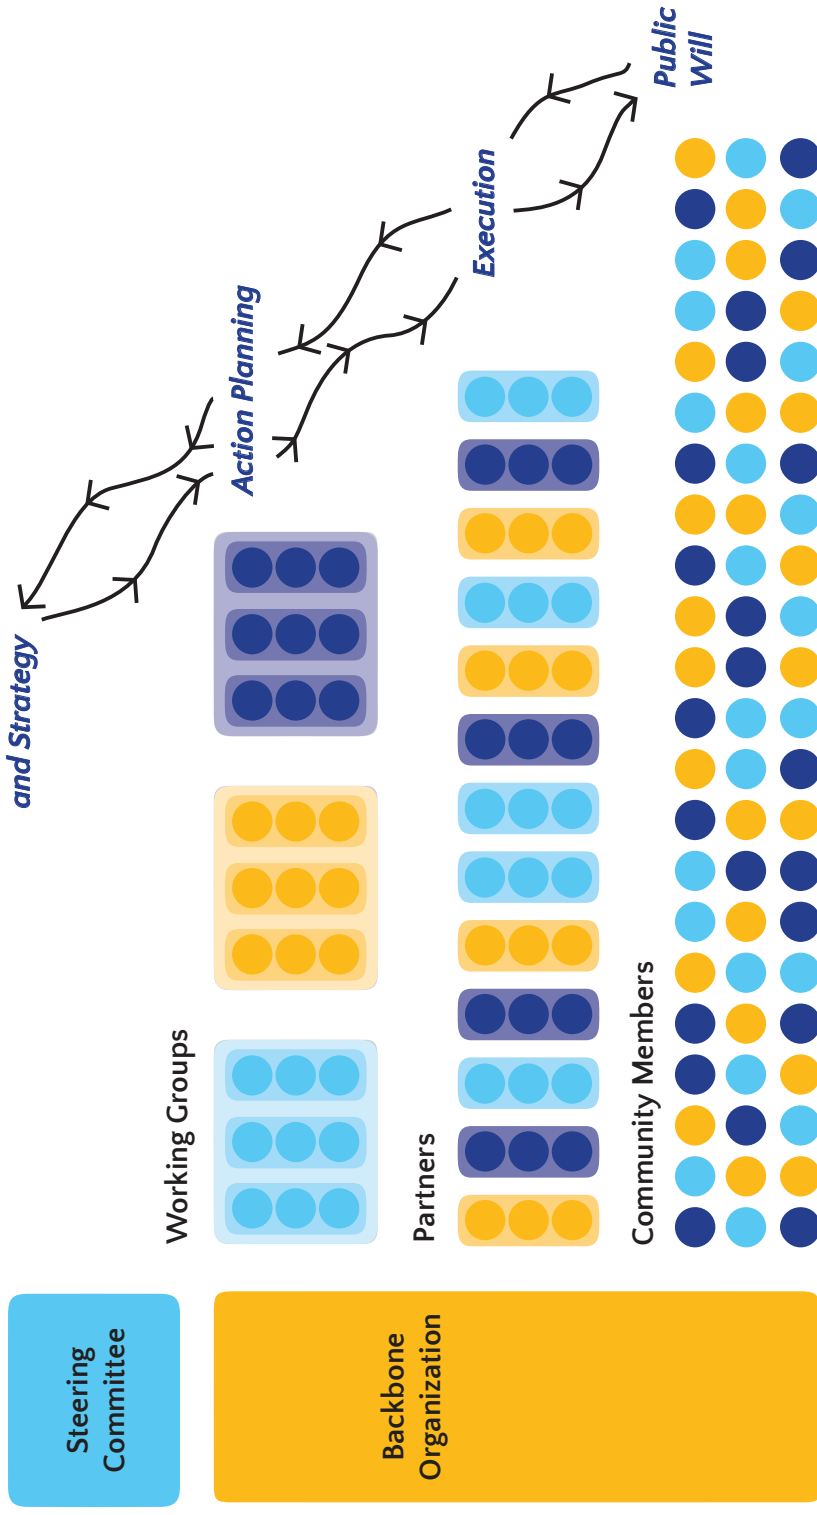 Steering
Committee
and Strategy
Working Groups
Action Planning
Backbone
Organization
Partners
Execution
Community Members
Public
Will